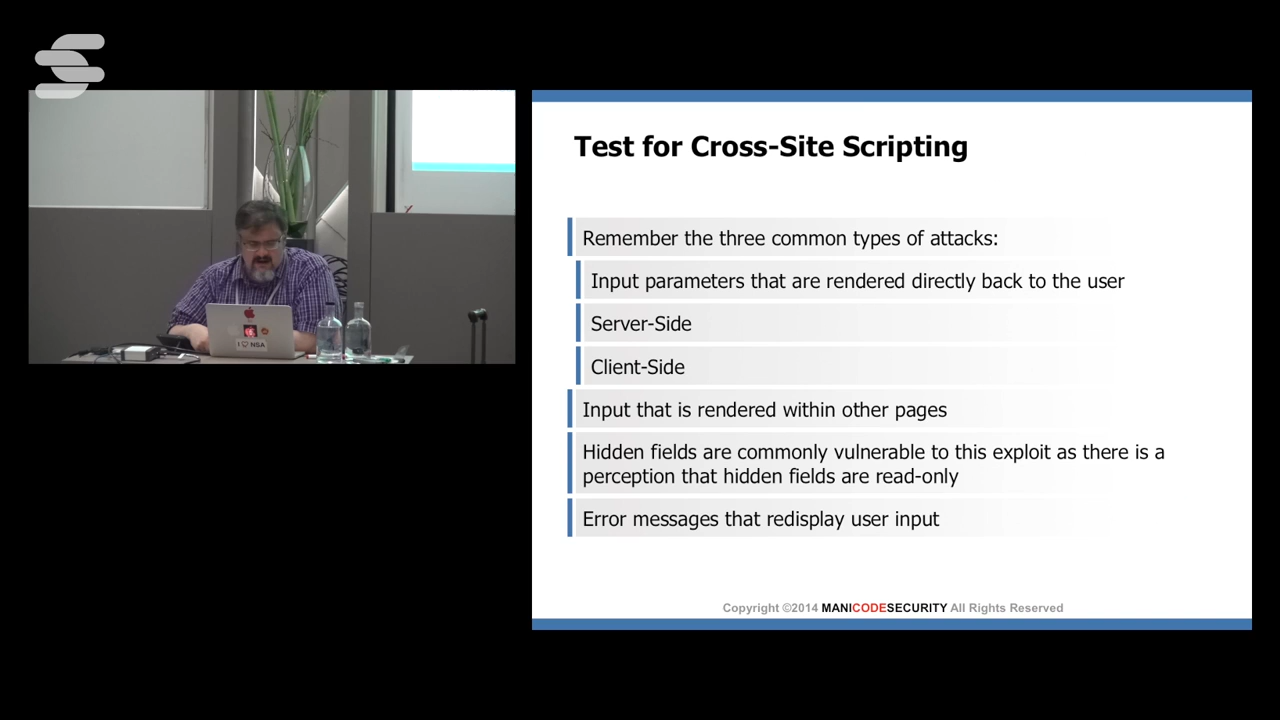 I ♡ NSA
Test for Cross-Site Scripting
Remember the three common types of attacks:
Input parameters that are rendered directly back to the user
Server-Side
Client-Side
Input that is rendered within other pages
Hidden fields are commonly vulnerable to this exploit as there is a
perception that hidden fields are read-only
Error messages that redisplay user input
Copyright ©2014 MANICODESECURITY All Rights Reserved